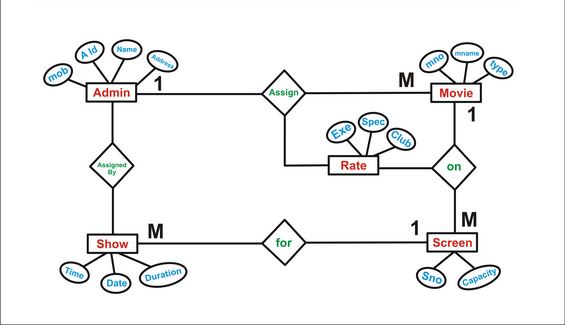 mob
A Id
Name
Address
mno
mname
type
Admin
1
Assign
M
Movie
1
Exe
Spec
Club
Rate
on
Assigned
By
Show
M
for
1
M
Screen
Time
Date
Duration
Sno
Capacity